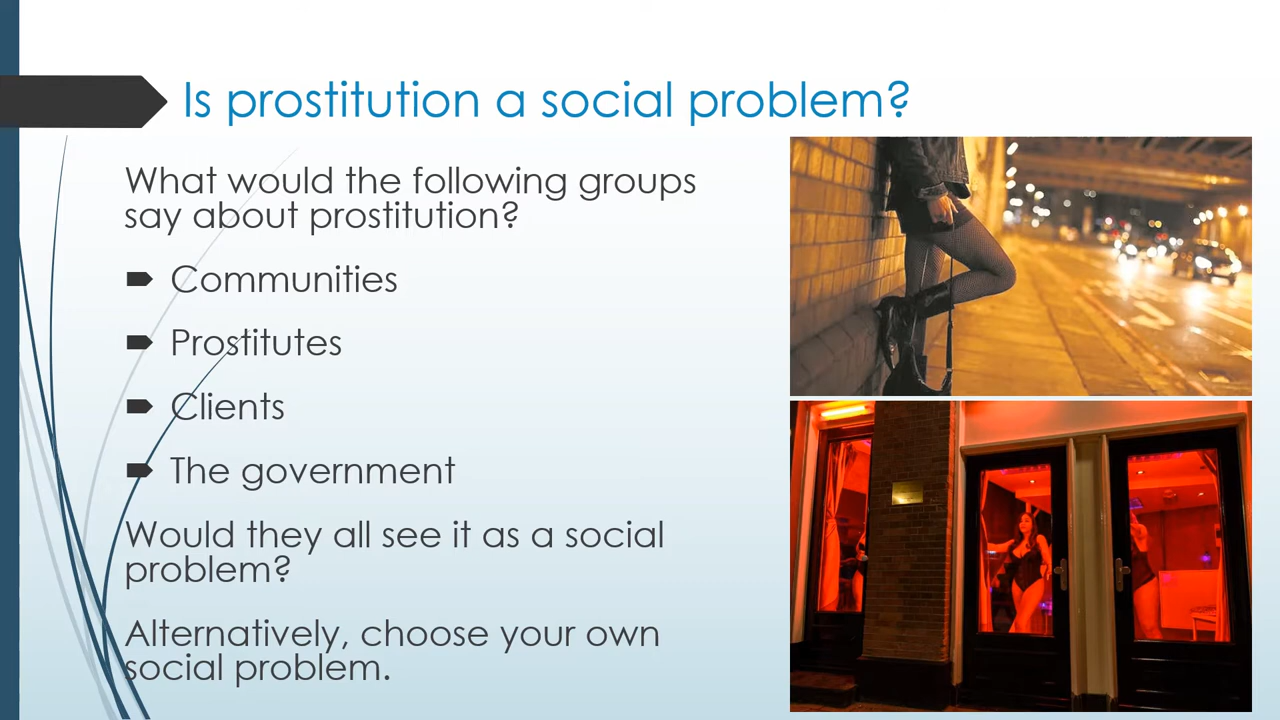 Is prostitution a social problem?
What would the following groups
say about prostitution?
Communities
Prostitutes
Clients
The government
Would they all see it as a social
problem?
Alternatively, choose your own
social problem.